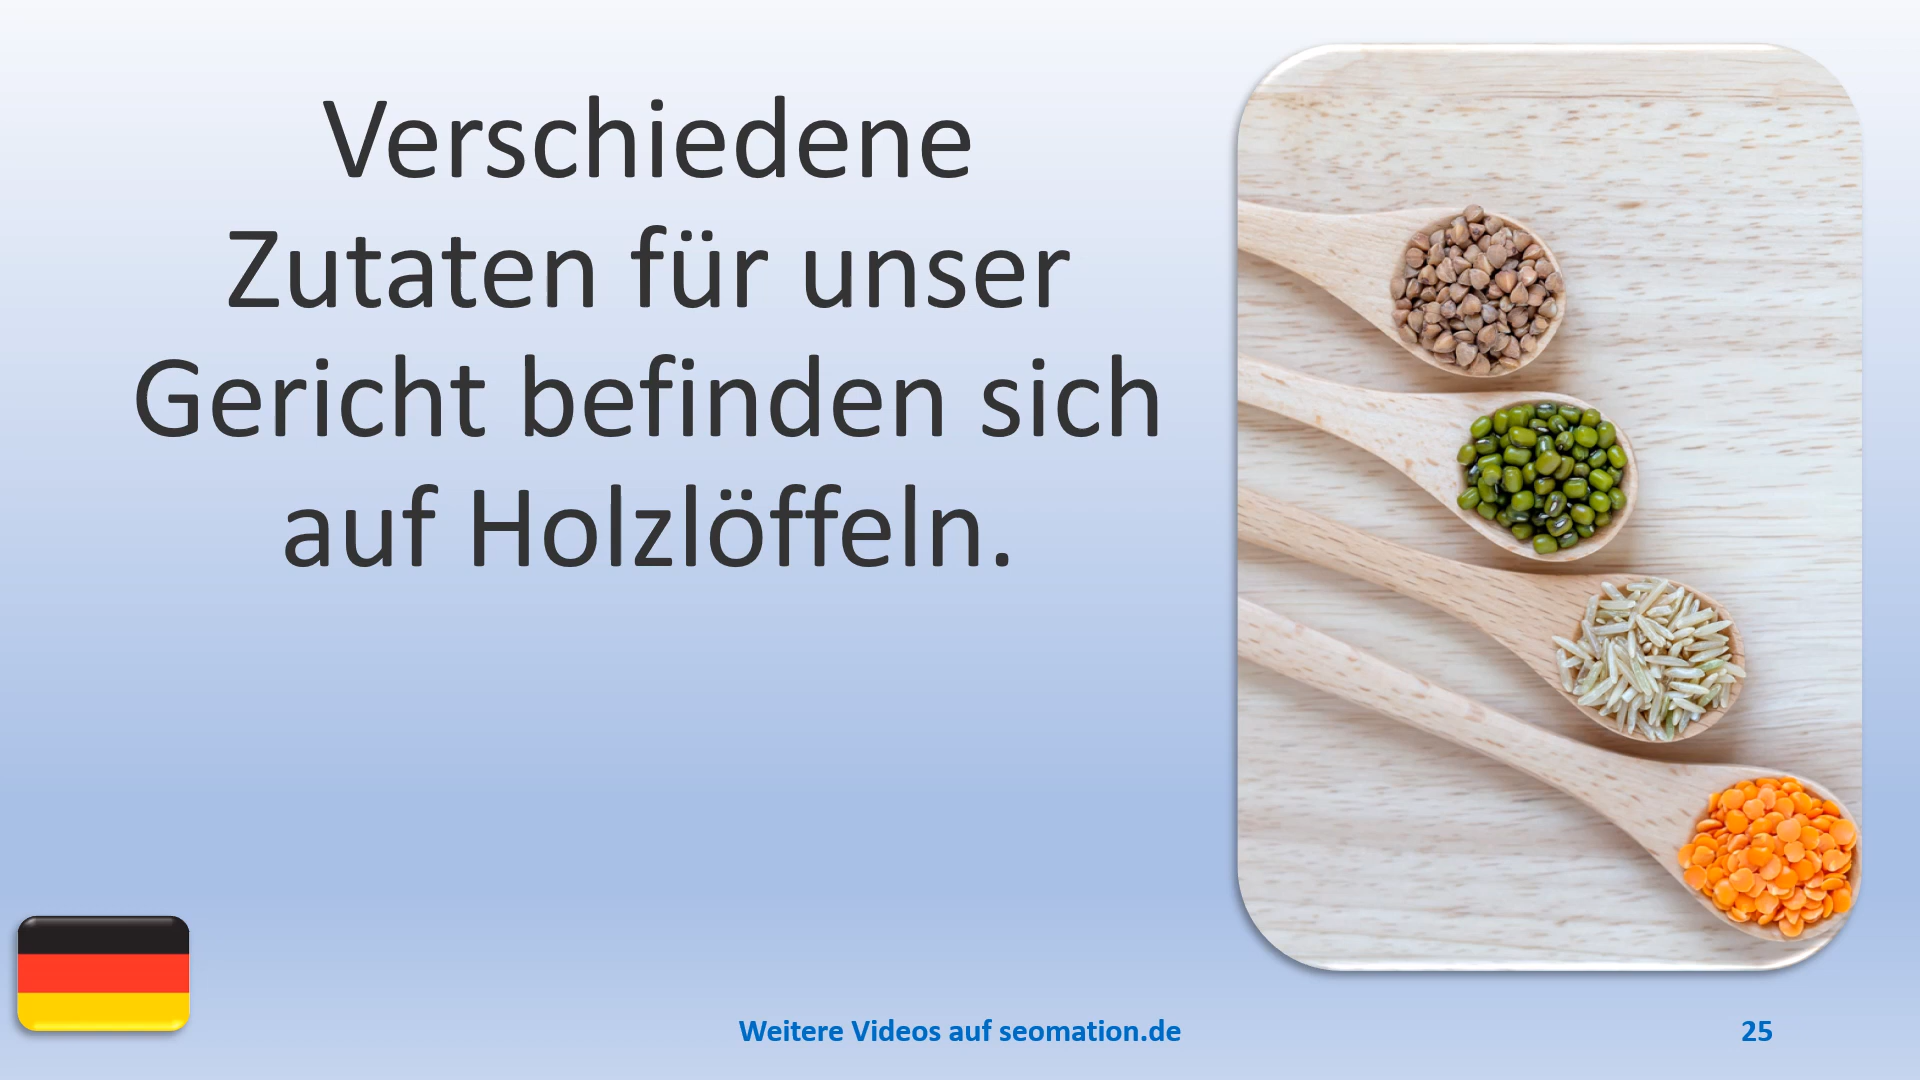 Verschiedene
Zutaten für unser
Gericht befinden sich
auf Holzlöffeln.
Weitere Videos auf seomation.de
25